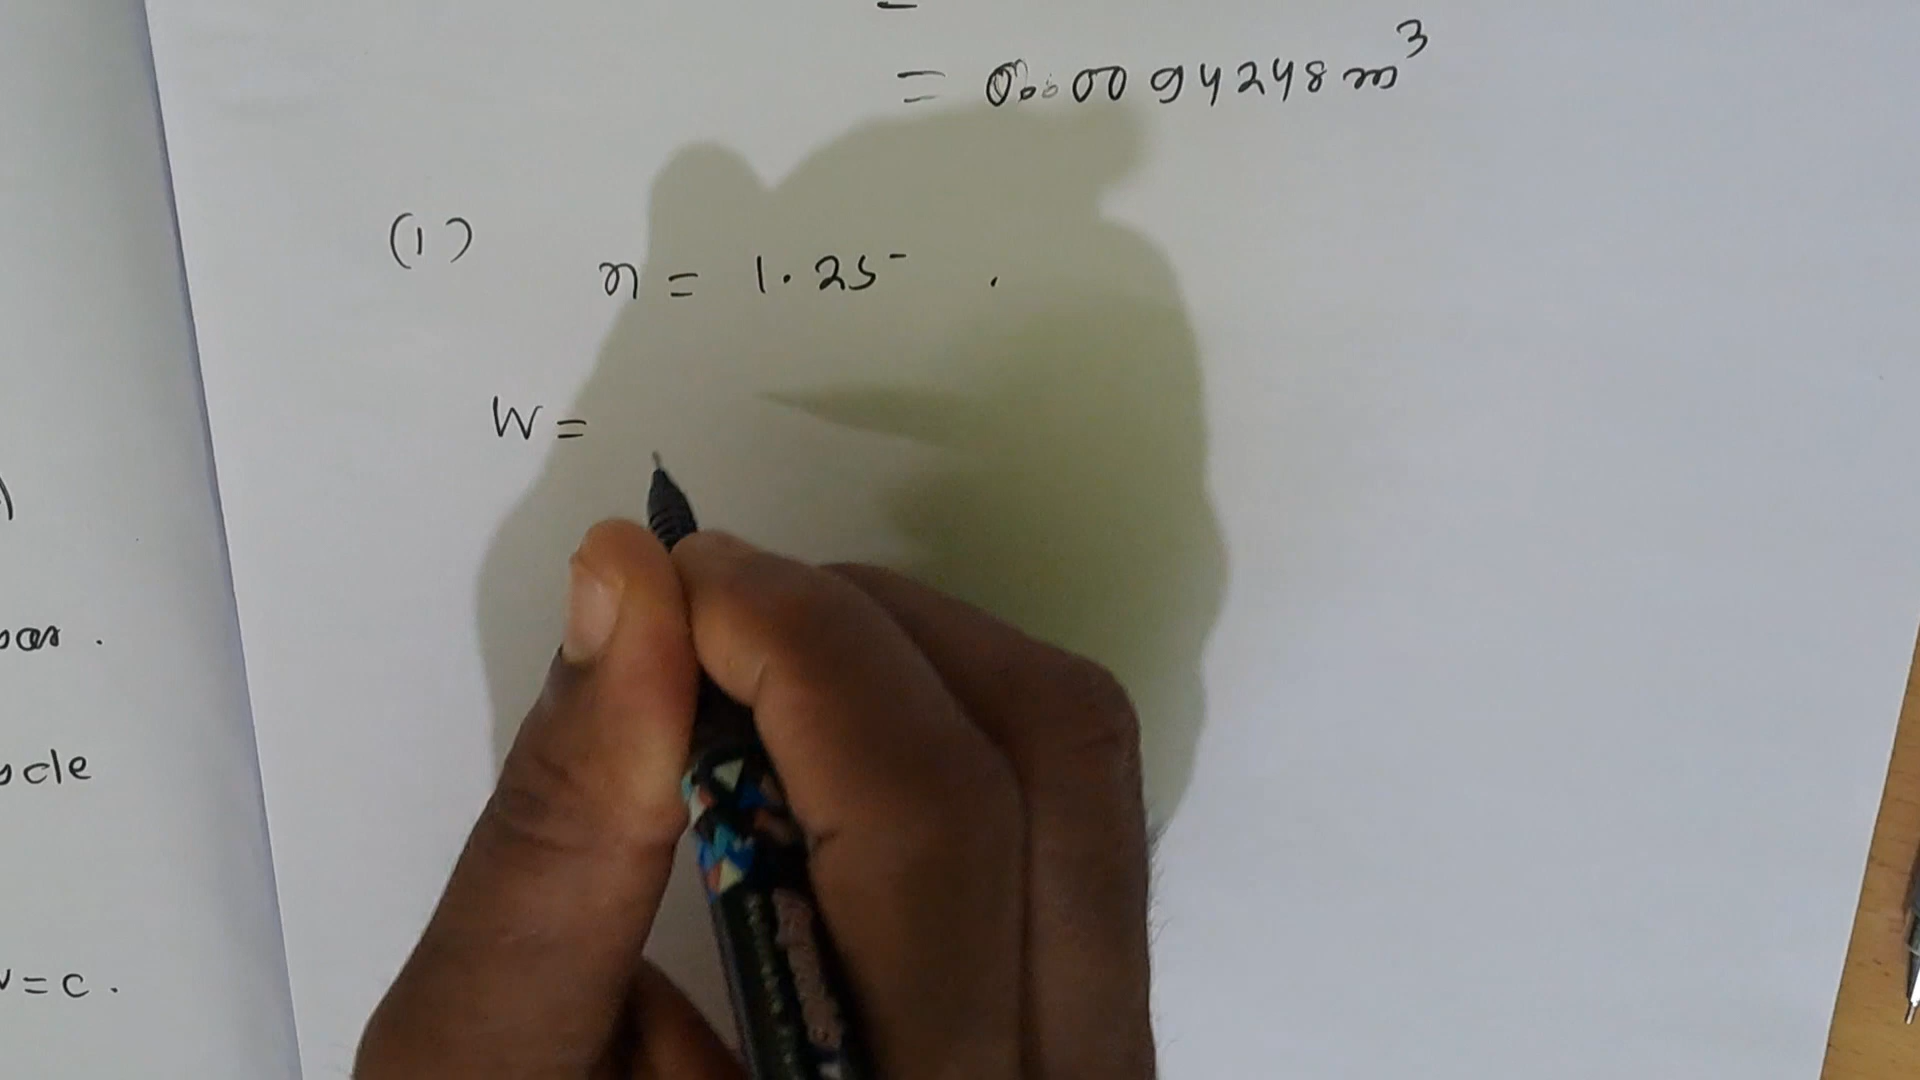 = 0.0094248 m³
(1)
n = 1.25 .
W =
)
.
cle
= c .